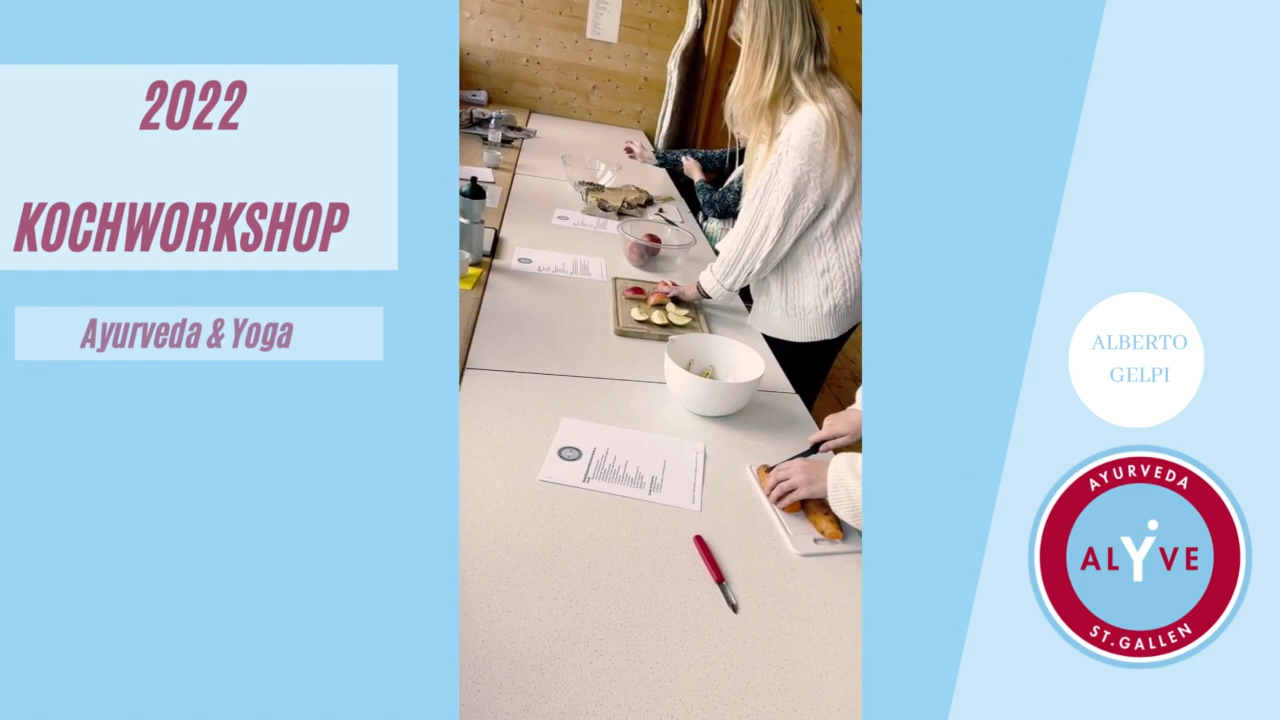 2022
KOCHWORKSHOP
Ayurveda & Yoga
ALBERTO
GELPI
AYURVEDA
ALYVE
ST.GALLEN